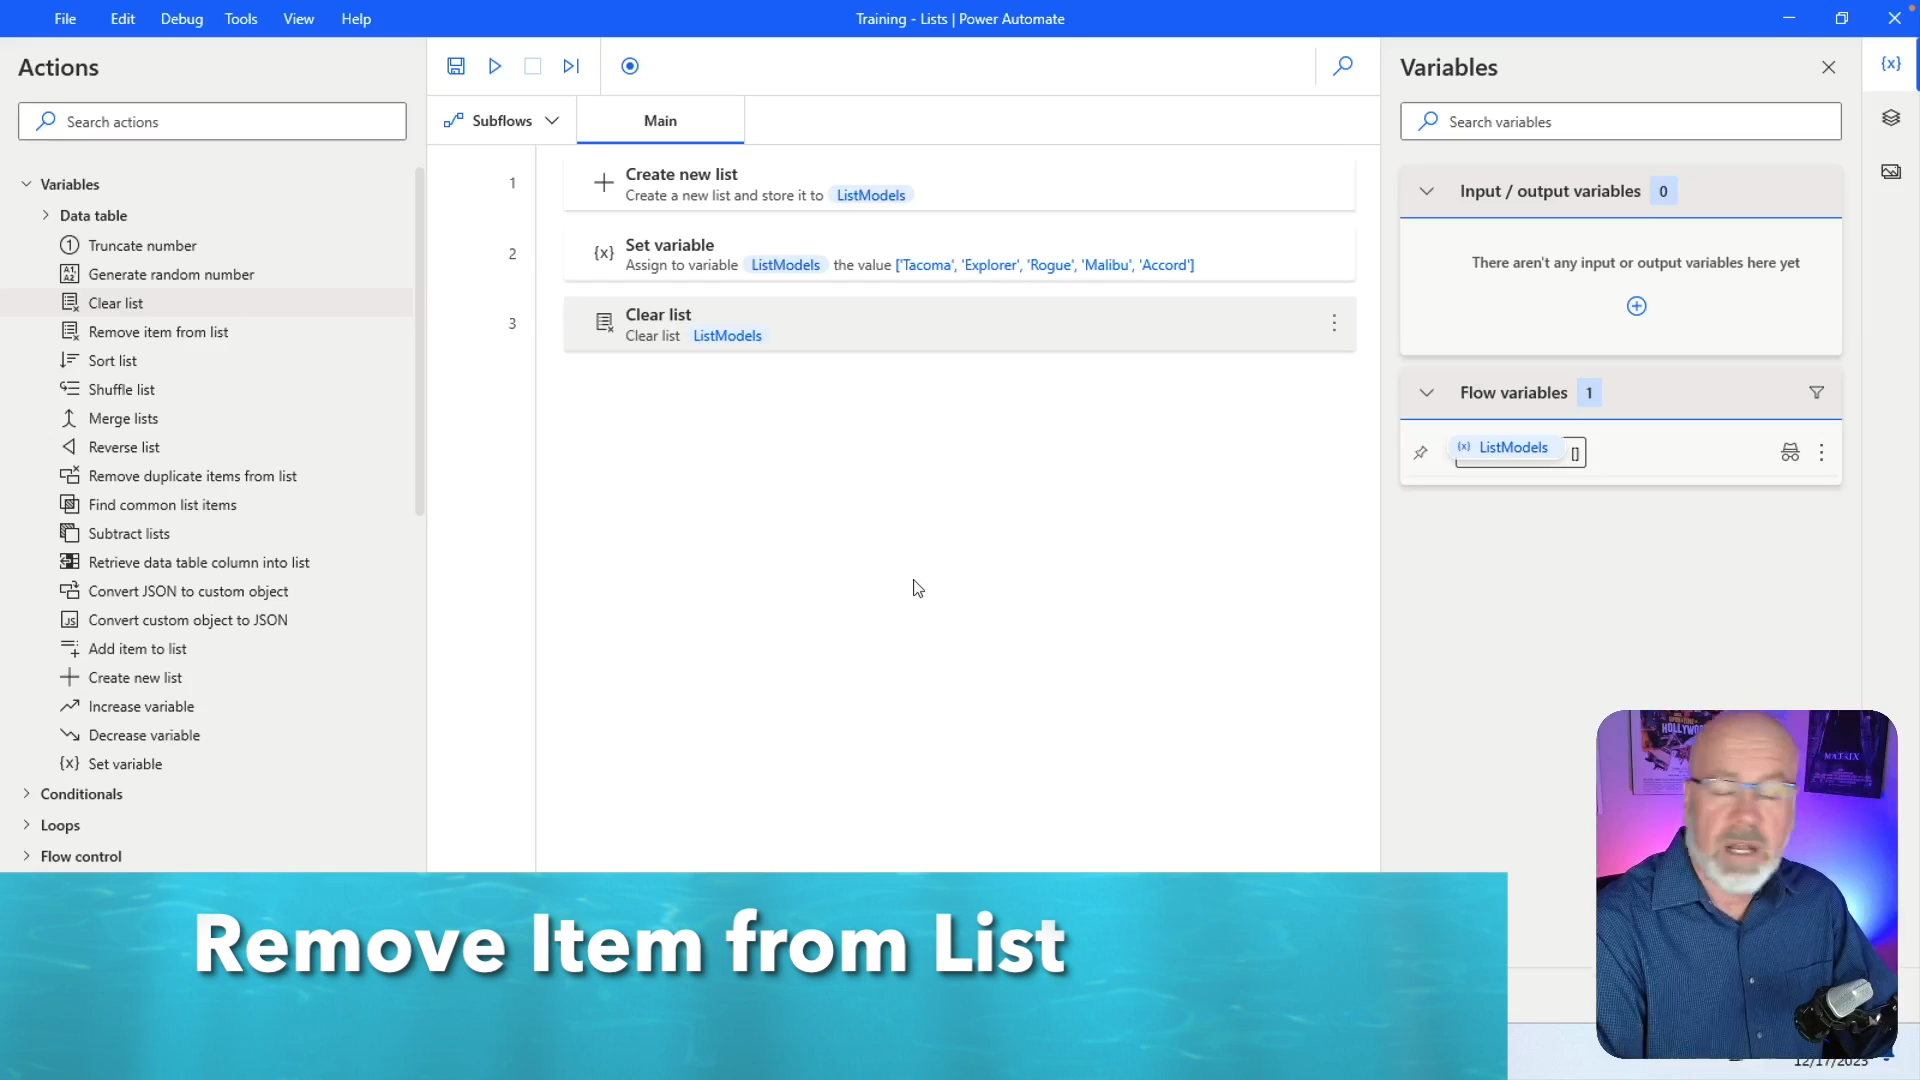 File Edit Debug Tools View Help
Training - Lists | Power Automate
Actions
Search actions
Variables
Data table
Truncate number
Generate random number
Clear list
Remove item from list
Sort list
Shuffle list
Merge lists
Reverse list
Remove duplicate items from list
Find common list items
Subtract lists
Retrieve data table column into list
Convert JSON to custom object
Convert custom object to JSON
Add item to list
Create new list
Increase variable
Decrease variable
{x} Set variable
Conditionals
Loops
Flow control
Subflows
Main
1
Create new list
Create a new list and store it to ListModels
2
{x} Set variable
Assign to variable ListModels the value ['Tacoma', 'Explorer', 'Rogue', 'Malibu', 'Accord']
3
Clear list
Clear list ListModels
Variables
{x}
Search variables
Input / output variables 0
There aren't any input or output variables here yet
Flow variables 1
(x) ListModels []
HOLLYWO
MATRIX
Remove Item from List
12/17/2023